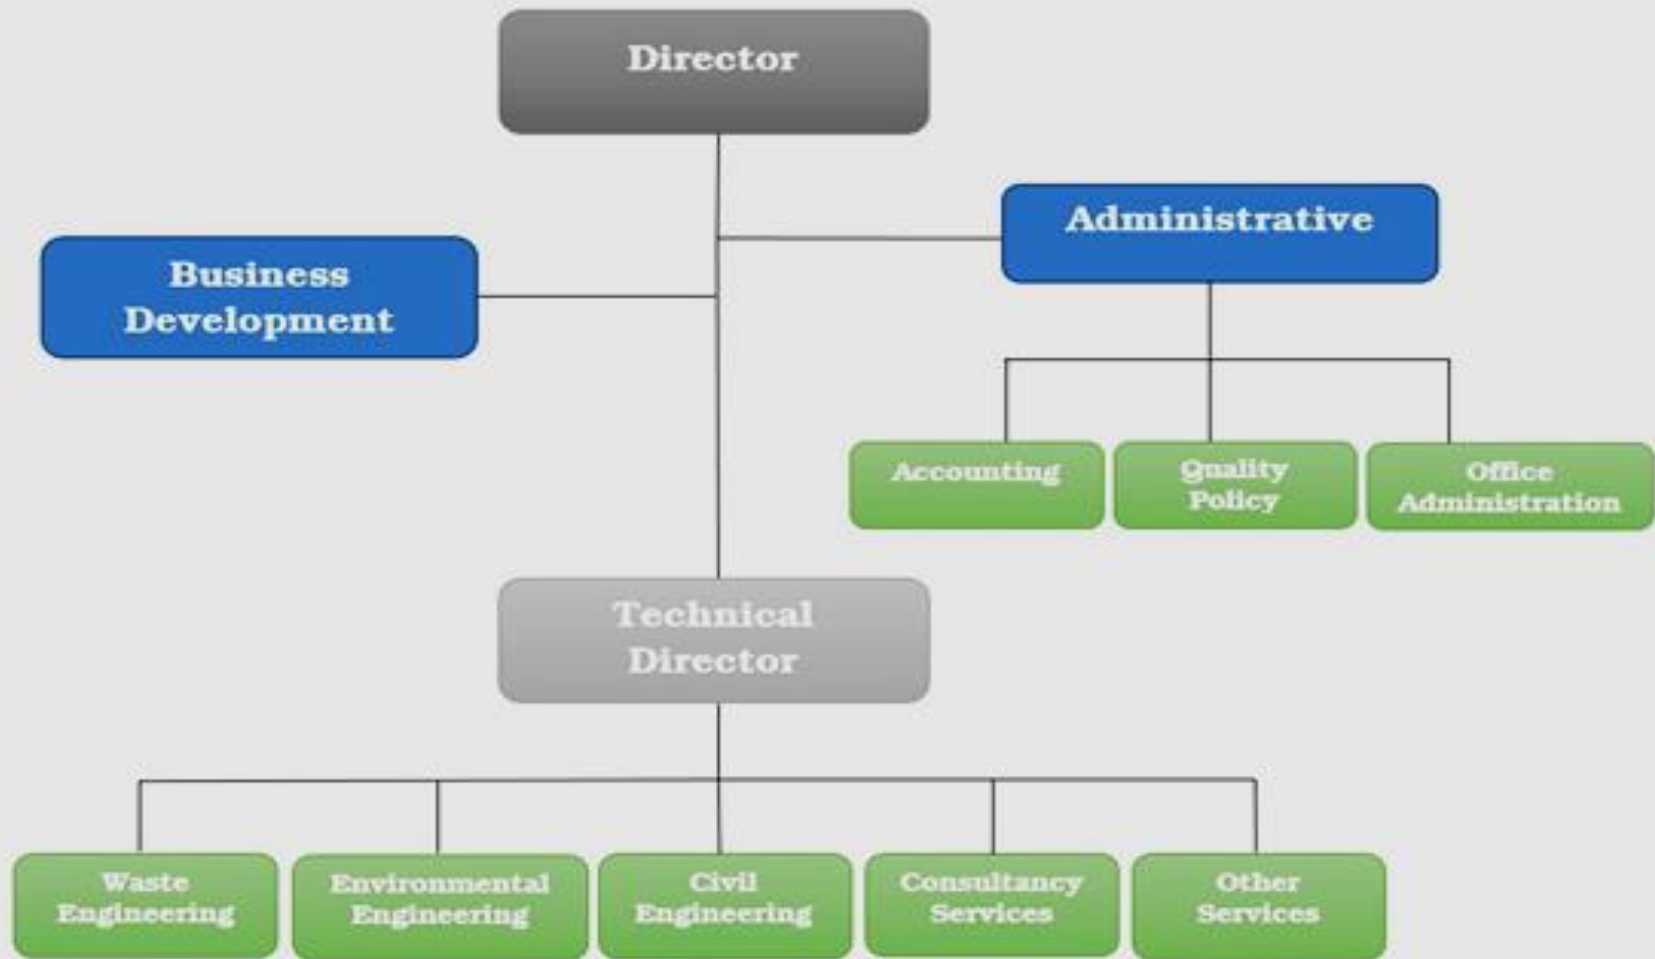 Director
Administrative
Business
Development
Accounting
Quality
Policy
Office
Administration
Technical
Director
Waste
Engineering
Environmental
Engineering
Civil
Engineering
Consultancy
Services
Other
Services